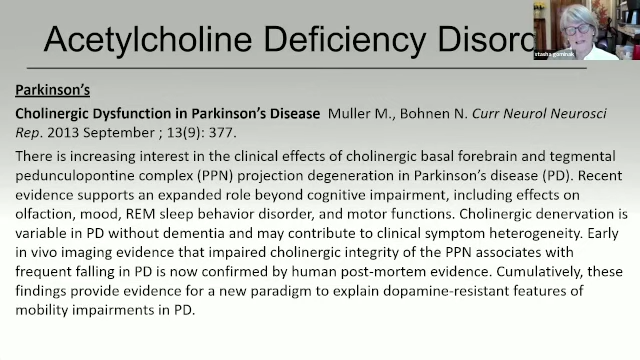 Acetylcholine Deficiency Disor
stasha gominak
Parkinson's
Cholinergic Dysfunction in Parkinson's Disease Muller M., Bohnen N. Curr Neurol Neurosci
Rep. 2013 September ; 13(9): 377.
There is increasing interest in the clinical effects of cholinergic basal forebrain and tegmental
pedunculopontine complex (PPN) projection degeneration in Parkinson's disease (PD). Recent
evidence supports an expanded role beyond cognitive impairment, including effects on
olfaction, mood, REM sleep behavior disorder, and motor functions. Cholinergic denervation is
variable in PD without dementia and may contribute to clinical symptom heterogeneity. Early
in vivo imaging evidence that impaired cholinergic integrity of the PPN associates with
frequent falling in PD is now confirmed by human post-mortem evidence. Cumulatively, these
findings provide evidence for a new paradigm to explain dopamine-resistant features of
mobility impairments in PD.